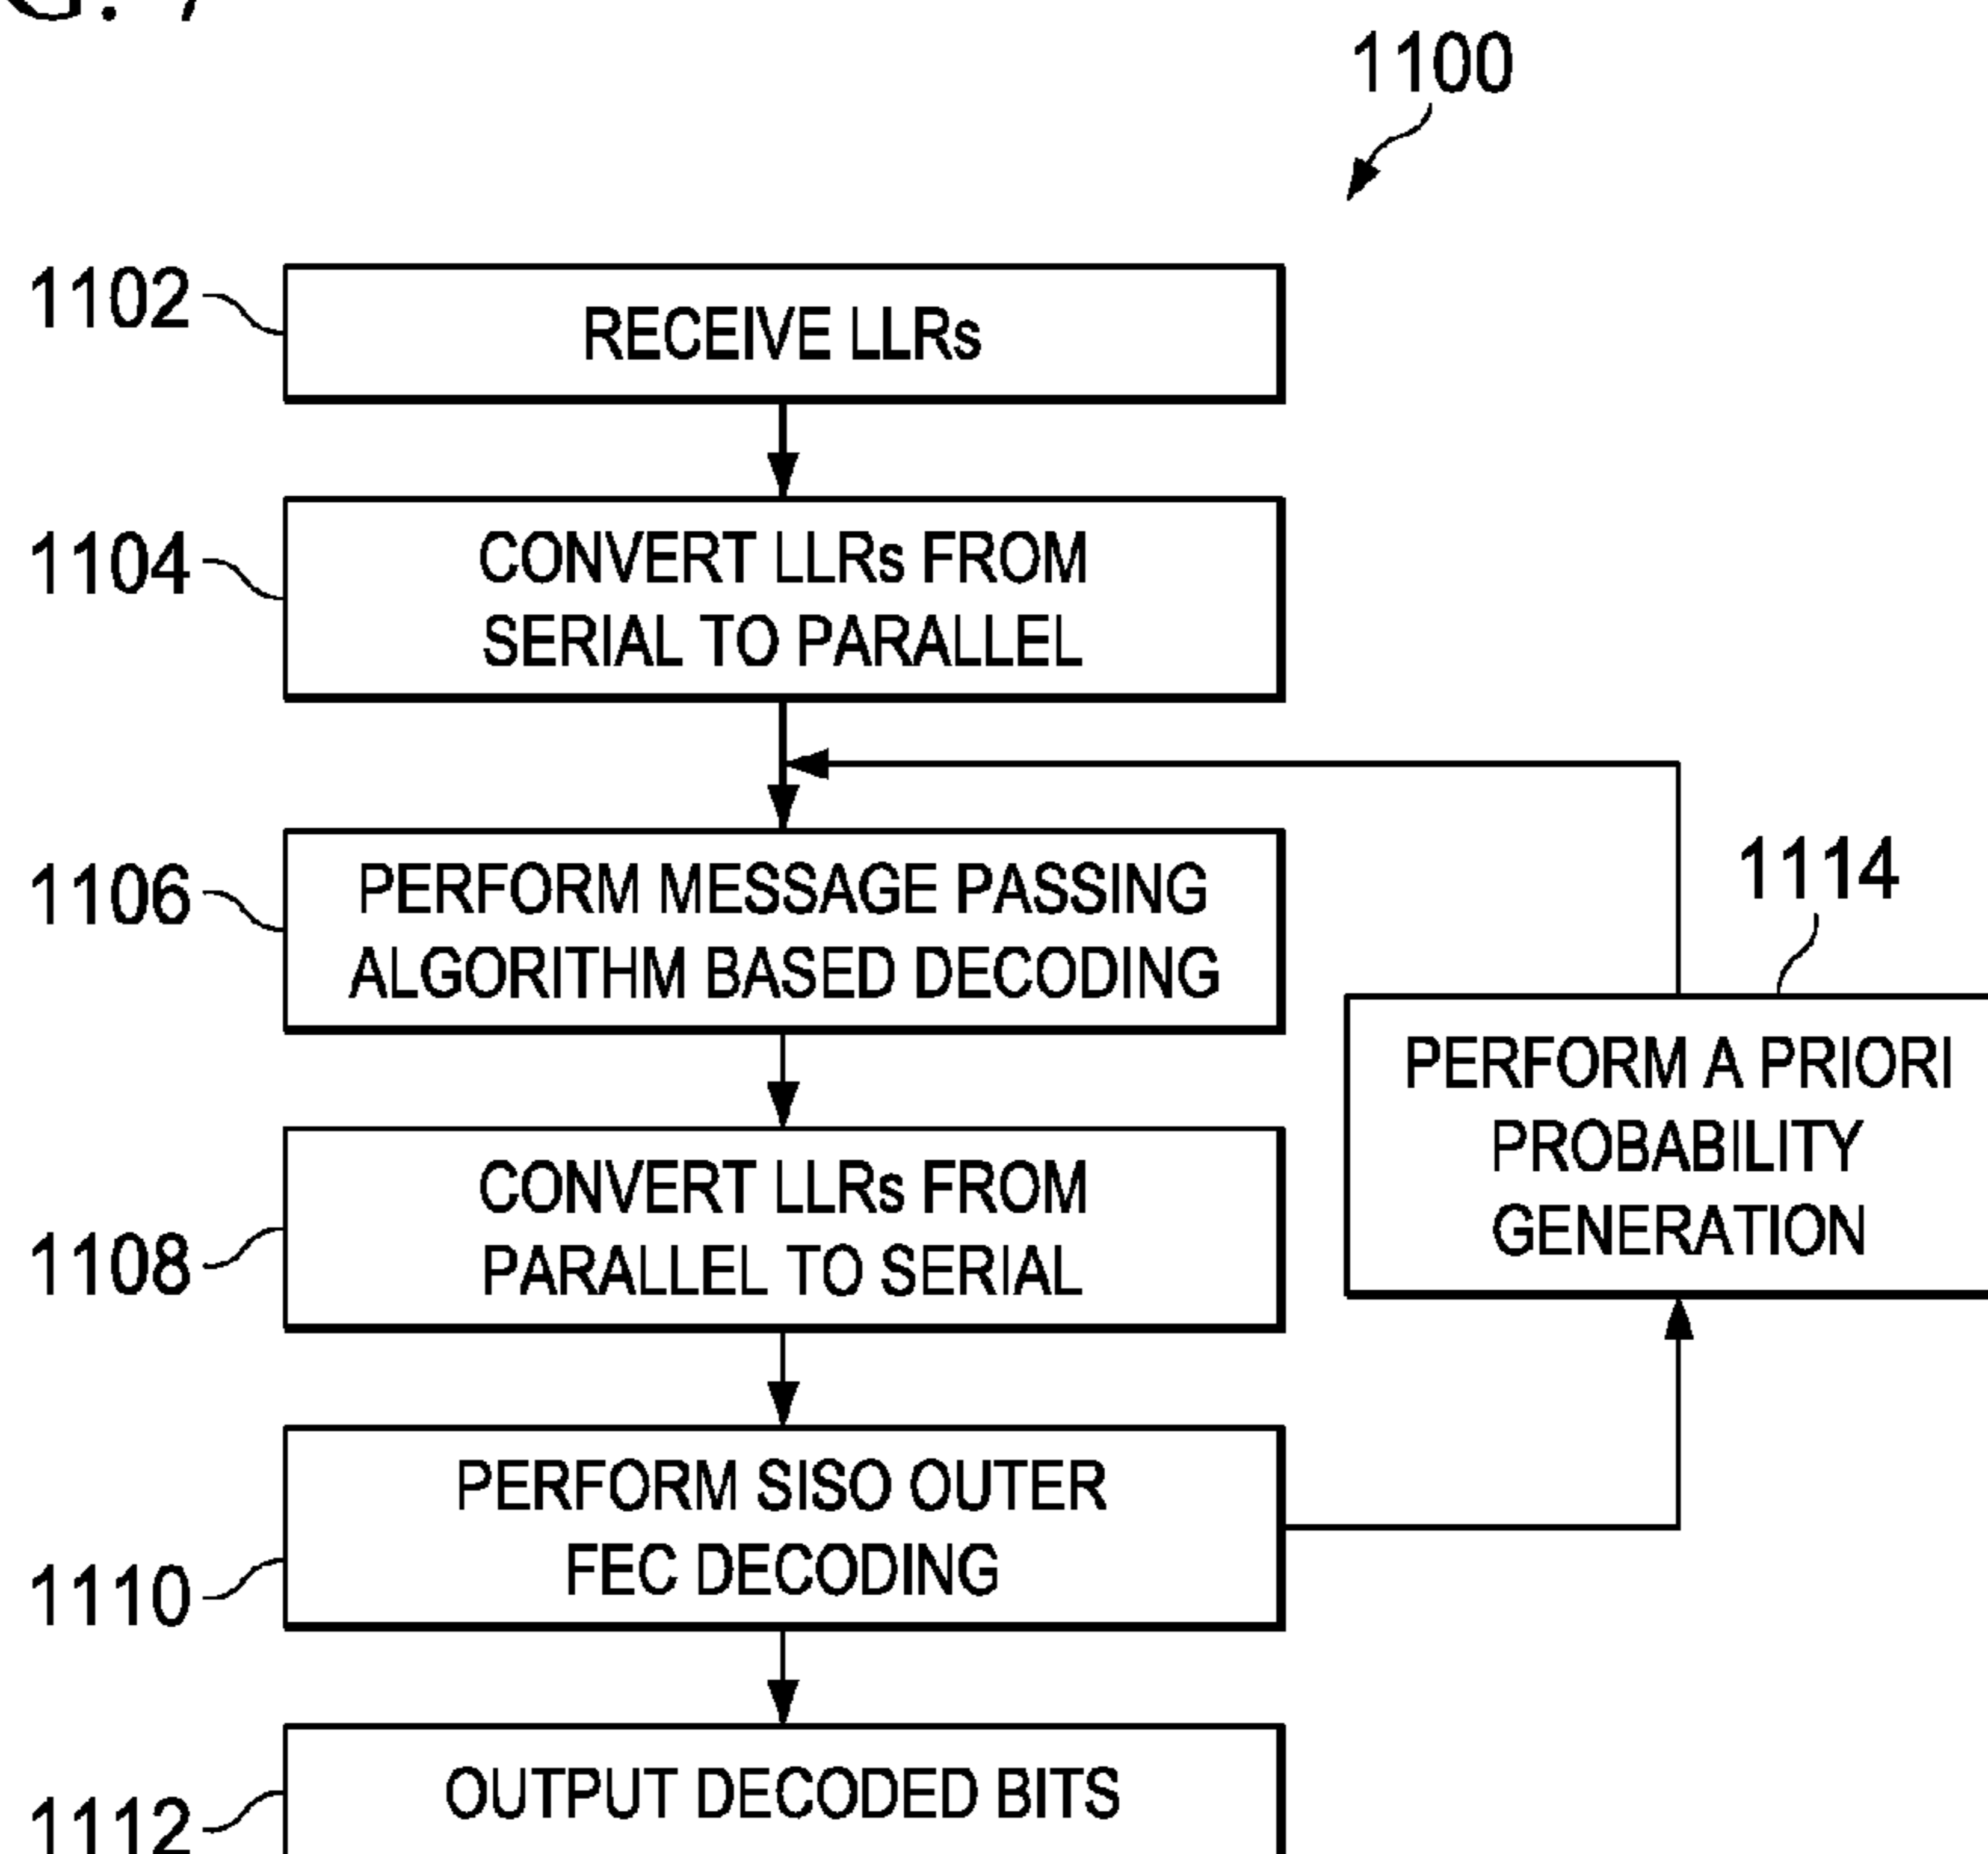 1100
1102
RECEIVE LLRs
1104
CONVERT LLRs FROM
SERIAL TO PARALLEL
1106
PERFORM MESSAGE PASSING
ALGORITHM BASED DECODING
1114
PERFORM A PRIORI
PROBABILITY
GENERATION
1108
CONVERT LLRs FROM
PARALLEL TO SERIAL
1110
PERFORM SISO OUTER
FEC DECODING
1112
OUTPUT DECODED BITS